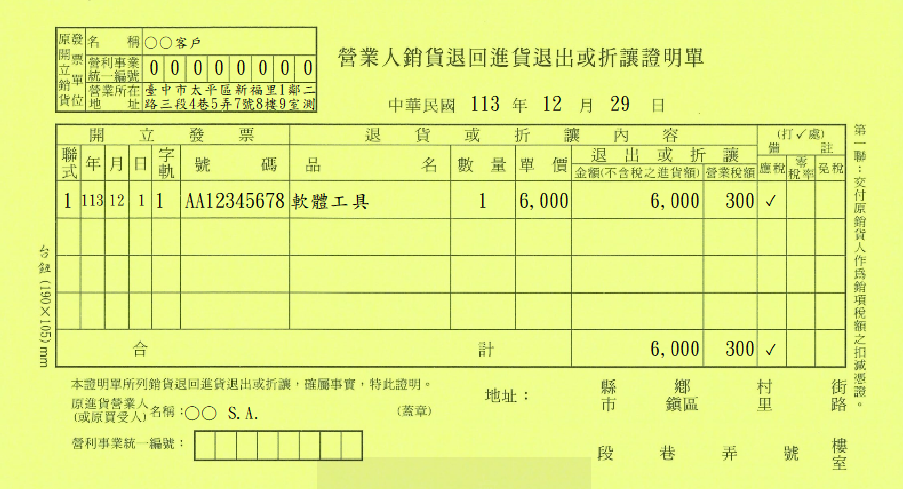 原開立銷貨 發票單位
名 稱 〇〇客戶
營利事業統一編號 0 0 0 0 0 0 0 0
營業所在地址 臺中市太平區新福里1鄰二
路三段4巷5弄7號8樓9室測
營業人銷貨退回進貨退出或折讓證明單
中華民國 113 年 12 月 29 日
開 立 發 票 退 貨 或 折 讓 內 容 (打✓處)
備 註
聯式 年 月 日 字軌 號 碼 品 名 數 量 單 價 退 出 或 折 讓
金額(不含稅之進貨額) 營業稅額 應稅 零稅率 免稅
1 113 12 1 1 AA12345678 軟體工具 1 6,000 6,000 300 ✓
合 計 6,000 300 ✓
第一聯：交付原銷貨人作為銷項稅額之扣減憑證。
(190×105)mm
本證明單所列銷貨退回進貨退出或折讓，確屬事實，特此證明。
原進貨營業人
(或原買受人)
名稱：〇〇 S.A. (蓋章)
營利事業統一編號：
地址： 縣市 鄉鎮區 村里 街路
段 巷 弄 號 樓室